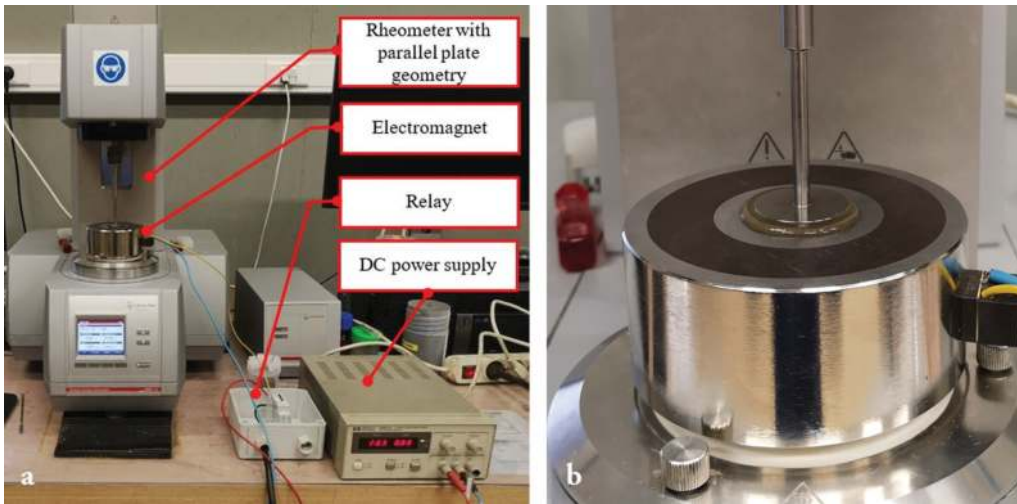 Rheometer with
parallel plate
geometry
Electromagnet
Relay
DC power supply
a
b